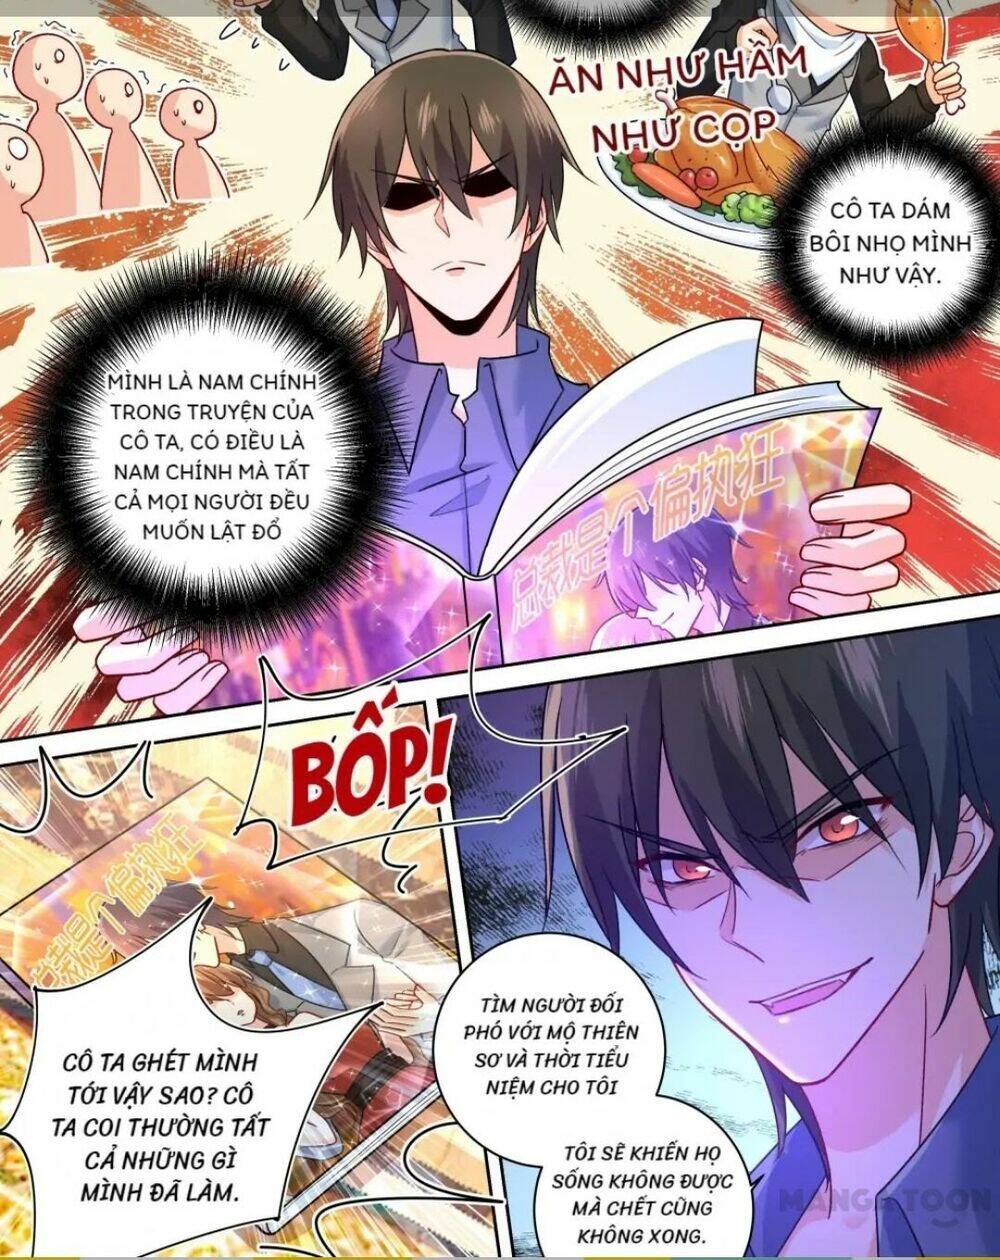 ĂN NHƯ HẦM
NHƯ CỌP
CÔ TA DÁM
BÔI NHỌ MÌNH
NHƯ VẬY.
MÌNH LÀ NAM CHÍNH
TRONG TRUYỆN CỦA
CÔ TA, CÓ ĐIỀU LÀ
NAM CHÍNH MÀ TẤT
CẢ MỌI NGƯỜI ĐỀU
MUỐN LẬT ĐỔ
总裁是个偏执狂
BỐP!
总裁是个偏执狂
CÔ TA GHÉT MÌNH
TỚI VẬY SAO? CÔ
TA COI THƯỜNG TẤT
CẢ NHỮNG GÌ
MÌNH ĐÃ LÀM.
TÌM NGƯỜI ĐỐI
PHÓ VỚI MỘ THIÊN
SƠ VÀ THỜI TIỂU
NIỆM CHO TÔI
TÔI SẼ KHIẾN HỌ
SỐNG KHÔNG ĐƯỢC
MÀ CHẾT CŨNG
KHÔNG XONG.
MANGATOON